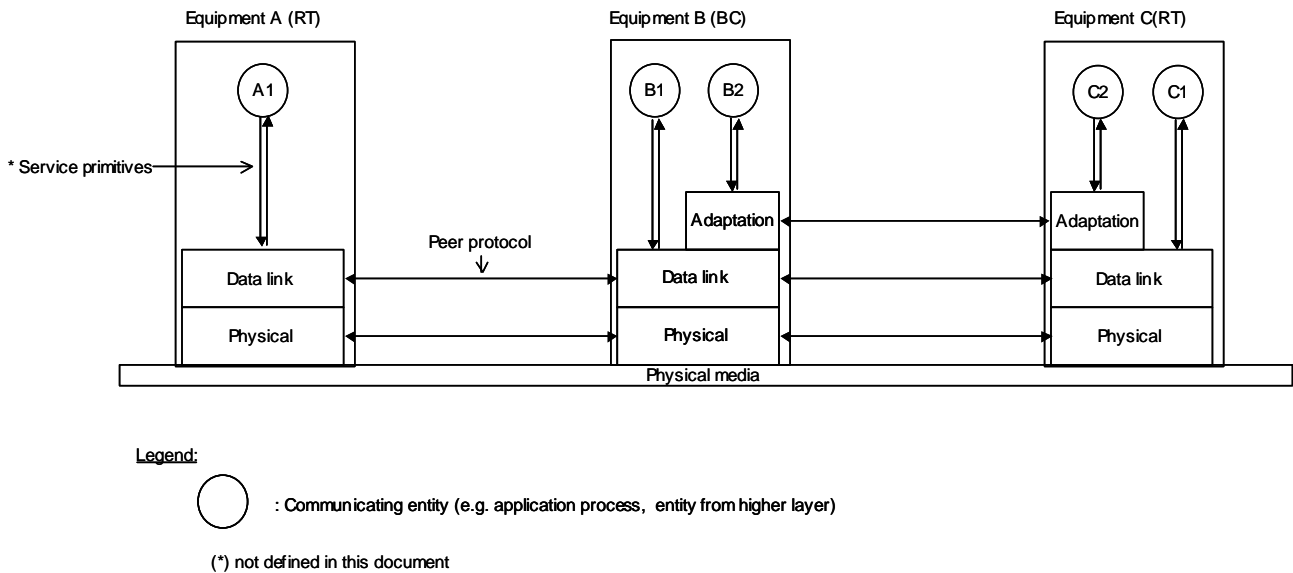 Equipment A (RT) Equipment B (BC) Equipment C(RT)
A1 B1 B2 C2 C1
* Service primitives
Adaptation Adaptation
Peer protocol
Data link Data link Data link
Physical Physical Physical
Physical media
Legend:
: Communicating entity (e.g. application process, entity from higher layer)
(*) not defined in this document